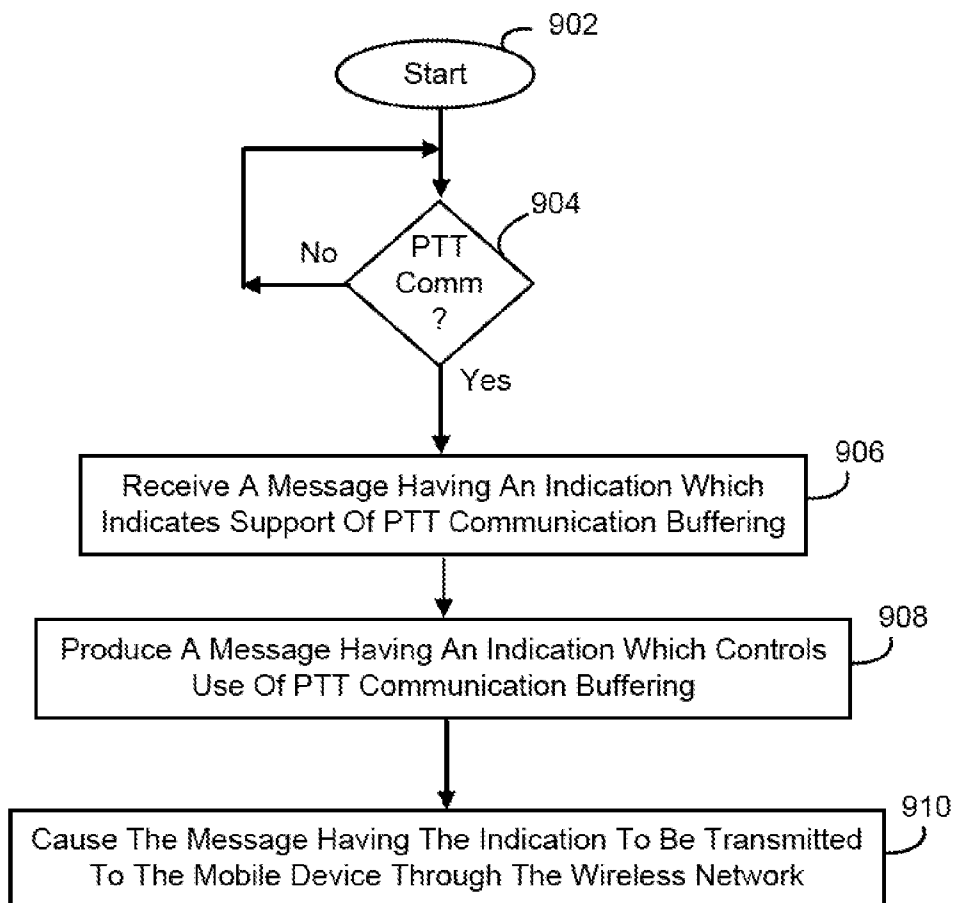 902
Start
904
PTT
Comm
?
No
Yes
906
Receive A Message Having An Indication Which
Indicates Support Of PTT Communication Buffering
908
Produce A Message Having An Indication Which Controls
Use Of PTT Communication Buffering
910
Cause The Message Having The Indication To Be Transmitted
To The Mobile Device Through The Wireless Network